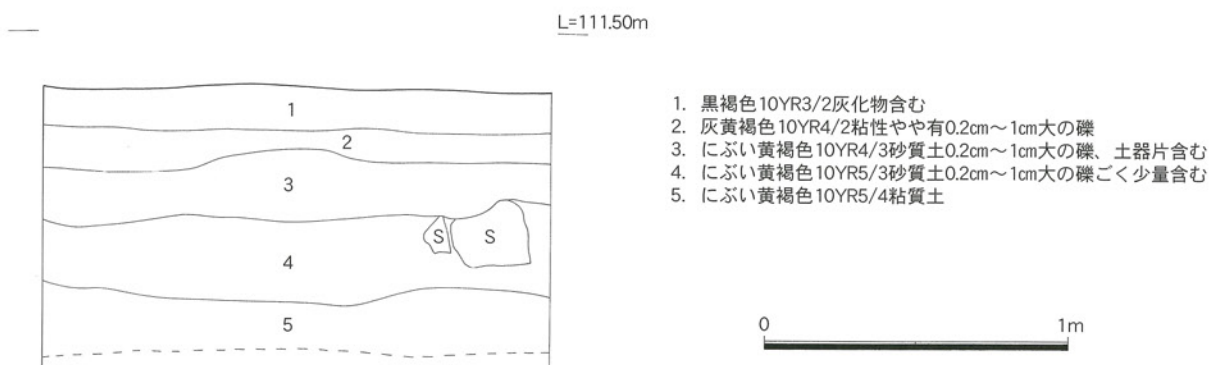 L=111.50m
1
2
3
S
S
4
5
1. 黒褐色10YR3/2灰化物含む
2. 灰黄褐色10YR4/2粘性やや有0.2㎝～1㎝大の礫
3. にぶい黄褐色10YR4/3砂質土0.2㎝～1㎝大の礫、土器片含む
4. にぶい黄褐色10YR5/3砂質土0.2㎝～1㎝大の礫ごく少量含む
5. にぶい黄褐色10YR5/4粘質土
0 1m